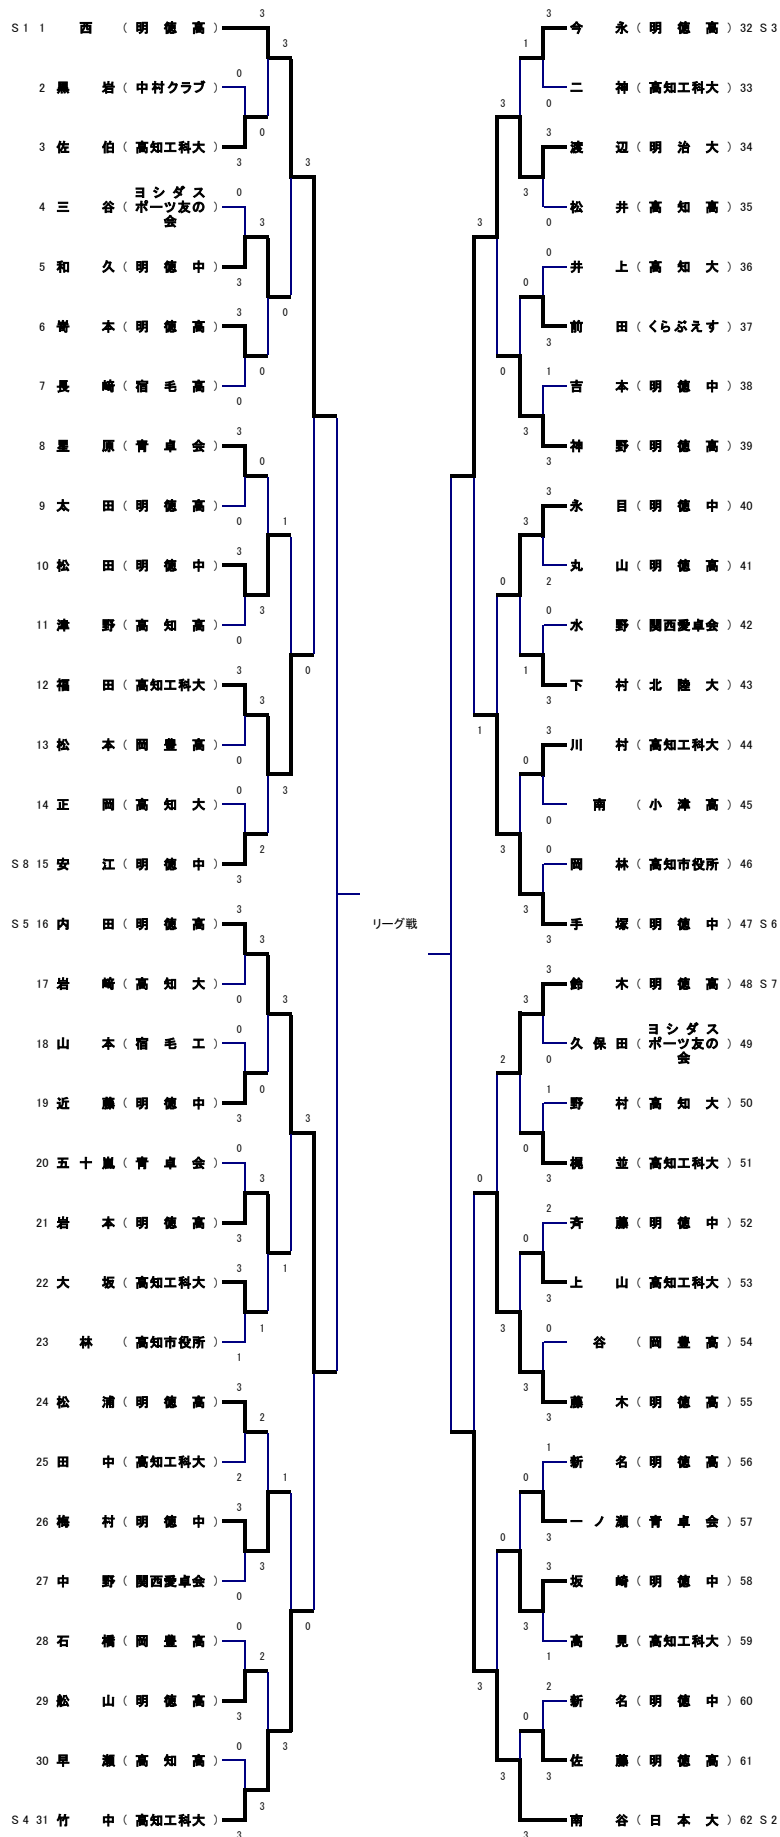 S1 1 西 (明徳高)
2 黒岩 (中村クラブ)
3 佐伯 (高知工科大)
4 三谷 (ヨシダスポーツ友の会)
5 和久 (明徳中)
6 嵜本 (明徳高)
7 長崎 (宿毛高)
8 星原 (青卓会)
9 太田 (明徳高)
10 松田 (明徳中)
11 津野 (高知高)
12 福田 (高知工科大)
13 松本 (岡豊高)
14 正岡 (高知大)
S8 15 安江 (明徳中)
S5 16 内田 (明徳高)
17 岩崎 (高知大)
18 山本 (宿毛工)
19 近藤 (明徳中)
20 五十嵐 (青卓会)
21 岩本 (明徳高)
22 大坂 (高知工科大)
23 林 (高知市役所)
24 松浦 (明徳高)
25 田中 (高知工科大)
26 梅村 (明徳中)
27 中野 (関西愛卓会)
28 石橋 (岡豊高)
29 舩山 (明徳高)
30 早瀬 (高知高)
S4 31 竹中 (高知工科大)
リーグ戦
今永 (明徳高) 32 S3
二神 (高知工科大) 33
渡辺 (明治大) 34
松井 (高知高) 35
井上 (高知大) 36
前田 (くらぶえす) 37
吉本 (明徳中) 38
神野 (明徳高) 39
永目 (明徳中) 40
丸山 (明徳高) 41
水野 (関西愛卓会) 42
下村 (北陸大) 43
川村 (高知工科大) 44
南 (小津高) 45
岡林 (高知市役所) 46
手塚 (明徳中) 47 S6
鈴木 (明徳高) 48 S7
久保田 (ヨシダスポーツ友の会) 49
野村 (高知大) 50
梶並 (高知工科大) 51
斉藤 (明徳中) 52
上山 (高知工科大) 53
谷 (岡豊高) 54
藤木 (明徳高) 55
新名 (明徳高) 56
一ノ瀬 (青卓会) 57
坂崎 (明徳中) 58
高見 (高知工科大) 59
新名 (明徳中) 60
佐藤 (明徳高) 61
南谷 (日本大) 62 S2